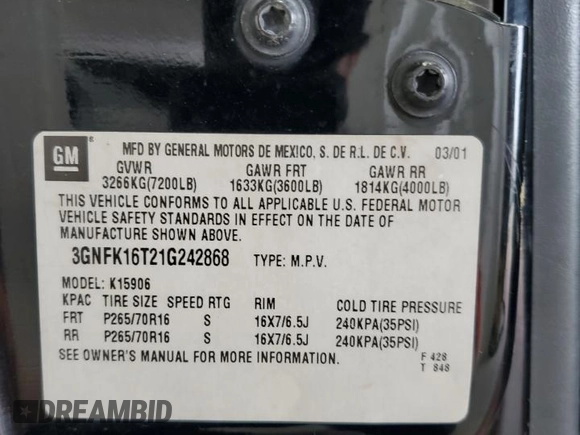 GM
MFD BY GENERAL MOTORS DE MEXICO, S. DE R.L. DE C.V. 03/01
GVWR GAWR FRT GAWR RR
3266KG(7200LB) 1633KG(3600LB) 1814KG(4000LB)
THIS VEHICLE CONFORMS TO ALL APPLICABLE U.S. FEDERAL MOTOR
VEHICLE SAFETY STANDARDS IN EFFECT ON THE DATE OF
MANUFACTURE SHOWN ABOVE.
3GNFK16T21G242868 TYPE: M.P.V.
MODEL: K15906
KPAC TIRE SIZE SPEED RTG RIM COLD TIRE PRESSURE
FRT P265/70R16 S 16X7/6.5J 240KPA(35PSI)
RR P265/70R16 S 16X7/6.5J 240KPA(35PSI)
SEE OWNER'S MANUAL FOR MORE INFORMATION
F 428
T 848
DREAMBID